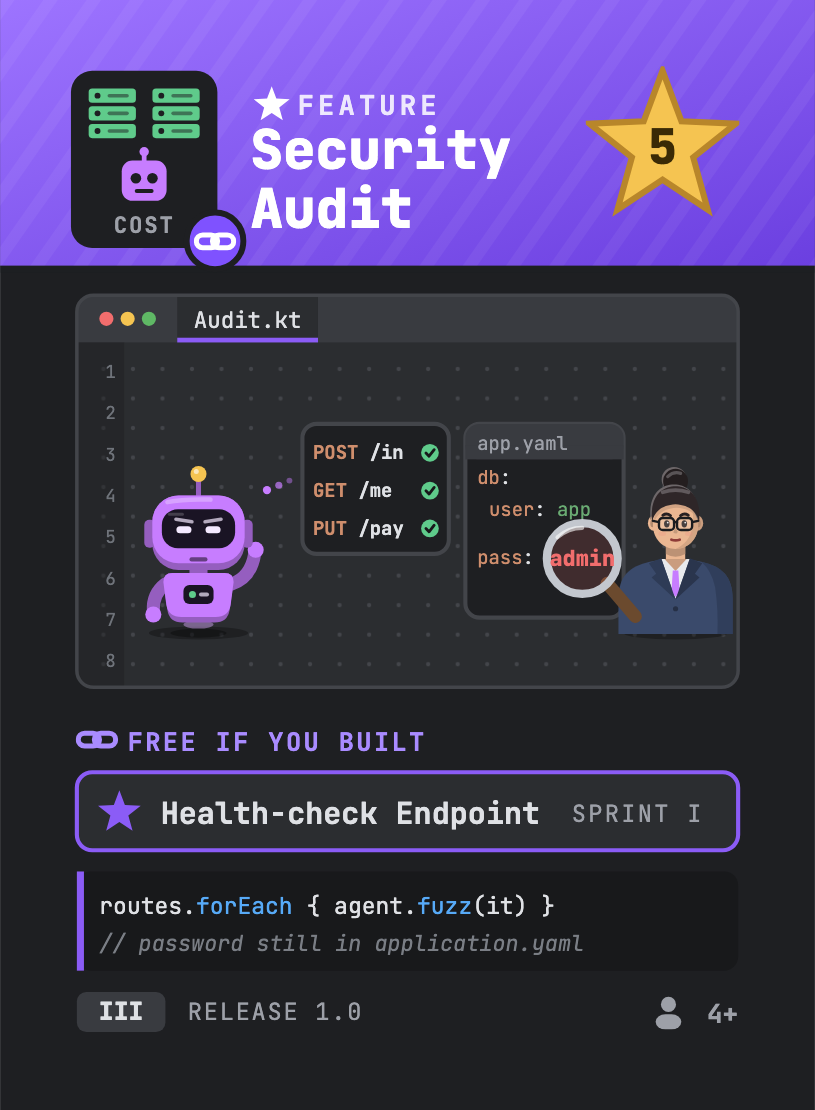 FEATURE
Security
Audit
5
COST
Audit.kt
1
2
3
4
5
6
7
8
POST /in
GET /me
PUT /pay
app.yaml
db:
user: app
pass: admin
FREE IF YOU BUILT
Health-check Endpoint SPRINT I
routes.forEach { agent.fuzz(it) }
// password still in application.yaml
III RELEASE 1.0 4+